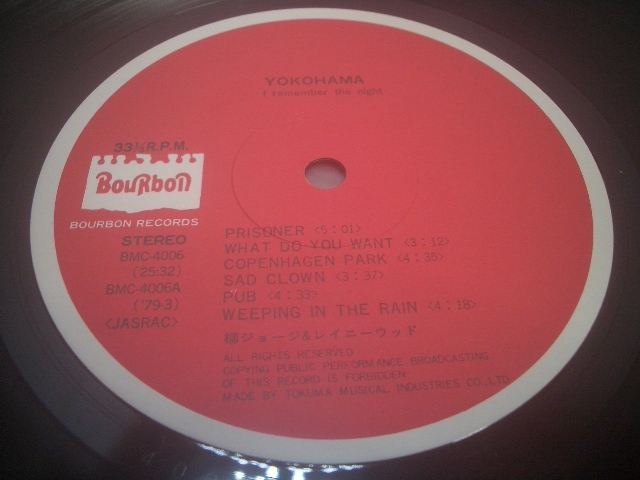 YOKOHAMA
I remember the night
33⅓R.P.M.
BouRboN
BOURBON RECORDS
STEREO
BMC-4006
(25:32)
BMC-4006A
('79•3)
<JASRAC>
PRISONER <5:01>
WHAT DO YOU WANT <3:12>
COPENHAGEN PARK <4:35>
SAD CLOWN <3:37>
PUB <4:33>
WEEPING IN THE RAIN <4:18>
柳ジョージ&レイニーウッド
ALL RIGHTS RESERVED
COPYING PUBLIC PERFORMANCE BROADCASTING
OF THIS RECORD IS FORBIDDEN
MADE BY TOKUMA MUSICAL INDUSTRIES CO.,LTD